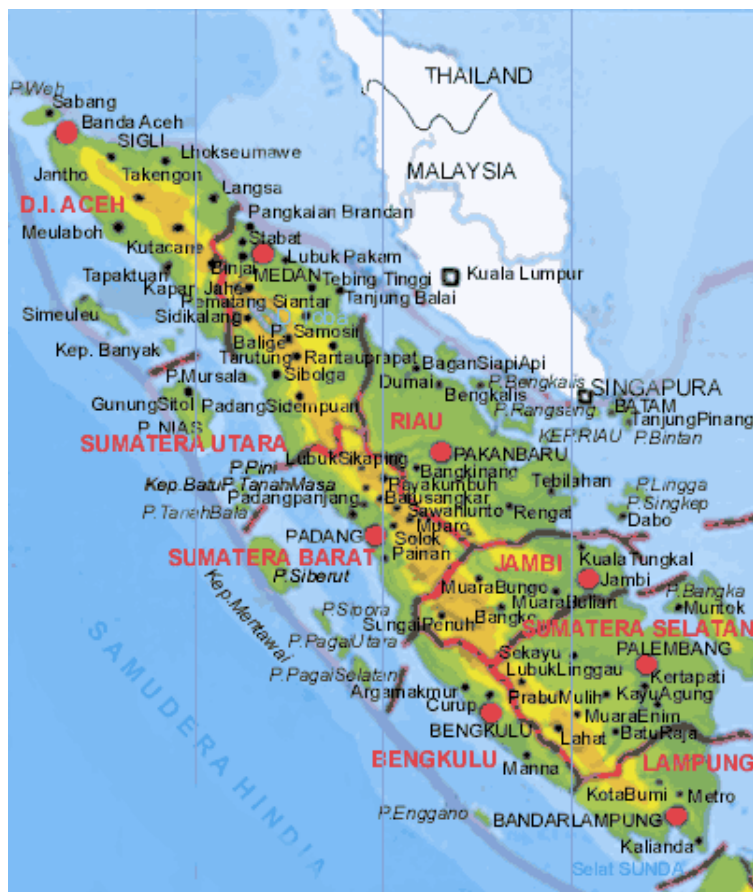 THAILAND
P.Weh
Sabang
Banda Aceh
SIGLI
Lhokseumawe
MALAYSIA
Jantho
Takengon
Langsa
D.I. ACEH
Pangkalan Brandan
Meulaboh
Kutacane
Stabat
Lubuk Pakam
Tapaktuan
Binjai
MEDAN
Tebing Tinggi
Kuala Lumpur
Kaban Jahe
Tanjung Balai
Pematang Siantar
Simeuleu
Sidikalang
P. Samosir
Balige
Kep. Banyak
Tarutung
Rantauprapat
BaganSiapiApi
P.Mursala
Sibolga
Dumai
P.Bengkalis
Bengkalis
SINGAPURA
GunungSitoli
PadangSidempuan
P.Rangsang
BATAM
P.NIAS
RIAU
TanjungPinang
SUMATERA UTARA
KEP.RIAU
P.Bintan
PAKANBARU
P.Pini
LubukSikaping
Bangkinang
Kep.Batu
P.TanahMasa
Payakumbuh
Tebilahan
P.Lingga
Padangpanjang
Batusangkar
P.Singkep
P.TanahBala
Sawahlunto
Rengat
Dabo
Muaro
PADANG
Solok
SUMATERA BARAT
Painan
JAMBI
KualaTungkal
P.Siberut
MuaraBungo
Jambi
P.Bangka
Kep.Mentawai
MuaraBulian
Muntok
P.Sipora
Bangko
SungaiPenuh
SUMATERA SELATAN
P.PagaiUtara
Sekayu
PALEMBANG
P.PagaiSelatan
LubukLinggau
Kertapati
Argamakmur
PrabuMulih
KayuAgung
Curup
MuaraEnim
BENGKULU
Lahat
BatuRaja
BENGKULU
Manna
LAMPUNG
SAMUDERA HINDIA
KotaBumi
Metro
P.Enggano
BANDARLAMPUNG
Kalianda
Selat SUNDA